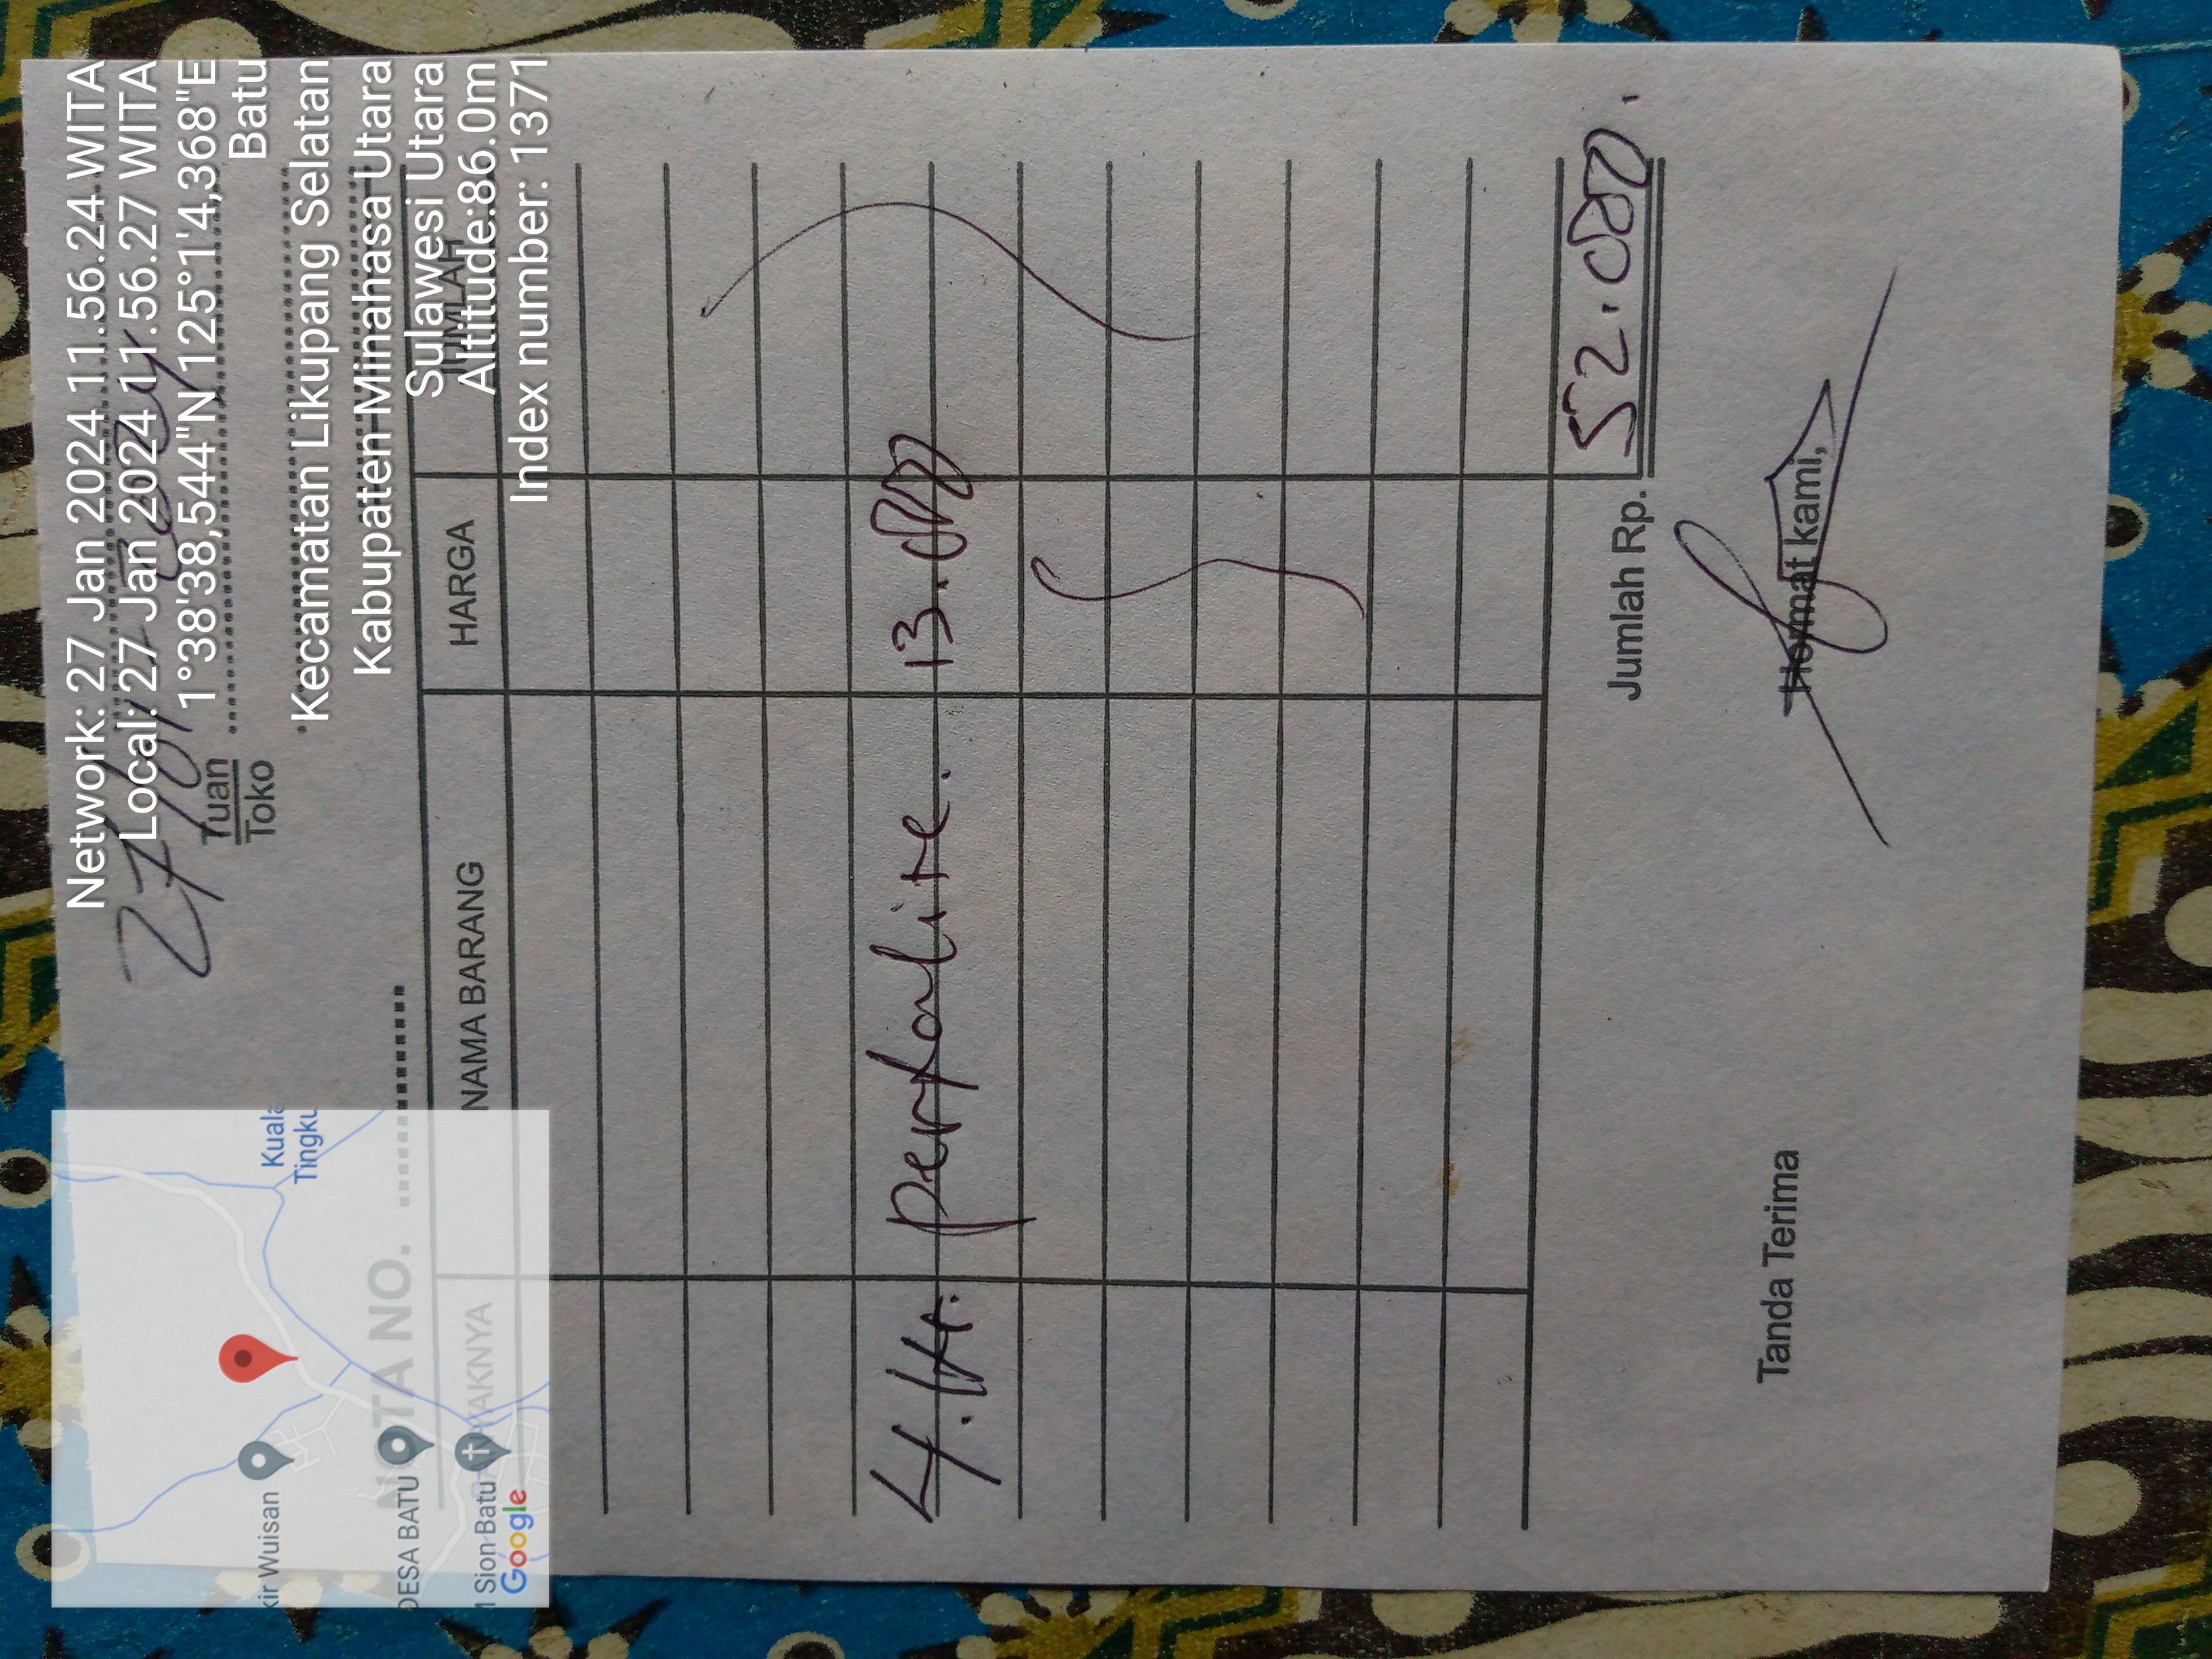 Network: 27 Jan 2024 11.56.24 WITA
Local: 27 Jan 2024 11.56.27 WITA
1°38'38,544"N 125°1'4,368"E
Batu
Kecamatan Likupang Selatan
Kabupaten Minahasa Utara
Sulawesi Utara
Altitude:86.0m
Index number: 1371
Kuala
Tingku
kir Wuisan
DESA BATU
M Sion Batu
Google
27/01-2024
Tuan
Toko
NOTA NO.
BANYAKNYA NAMA BARANG HARGA JUMLAH
4.ltr. pertalite. 13.000
Jumlah Rp. 52.000.
Tanda Terima Hormat kami,